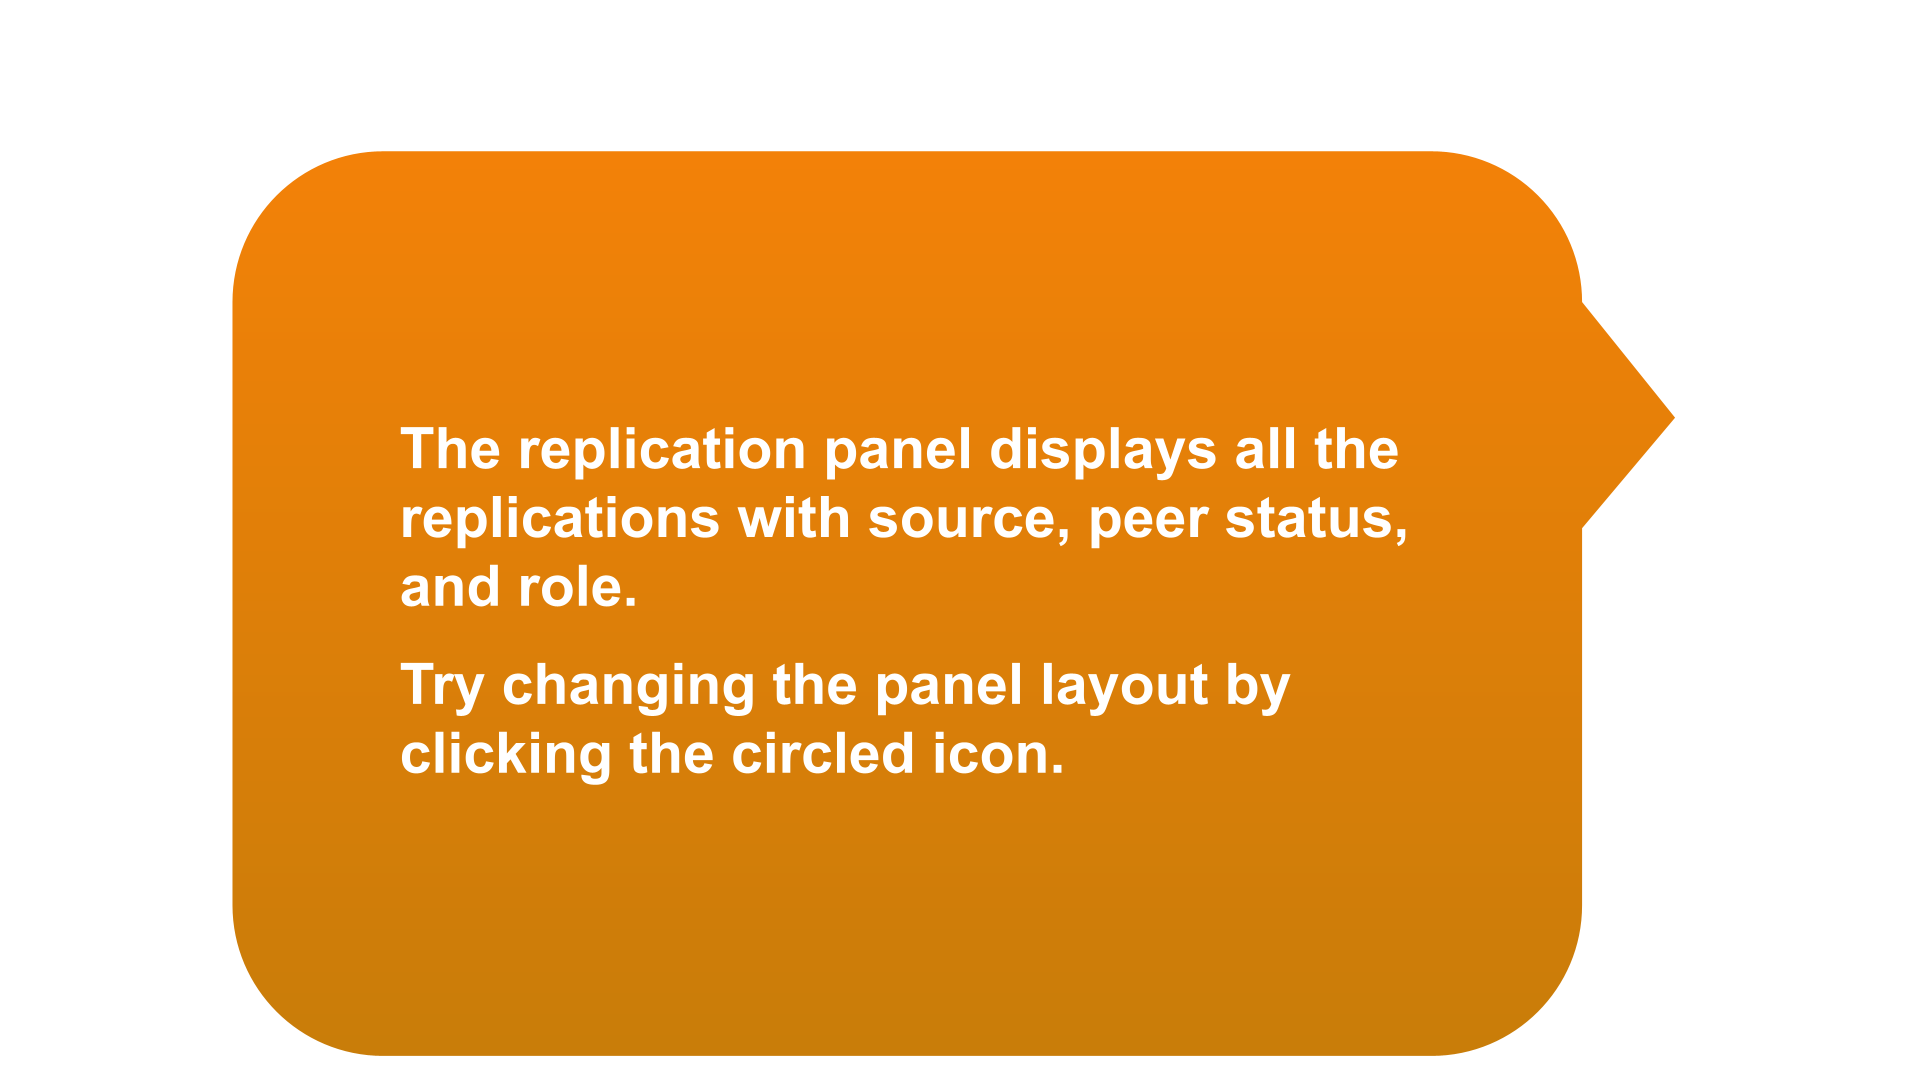 The replication panel displays all the
replications with source, peer status,
and role.
Try changing the panel layout by
clicking the circled icon.